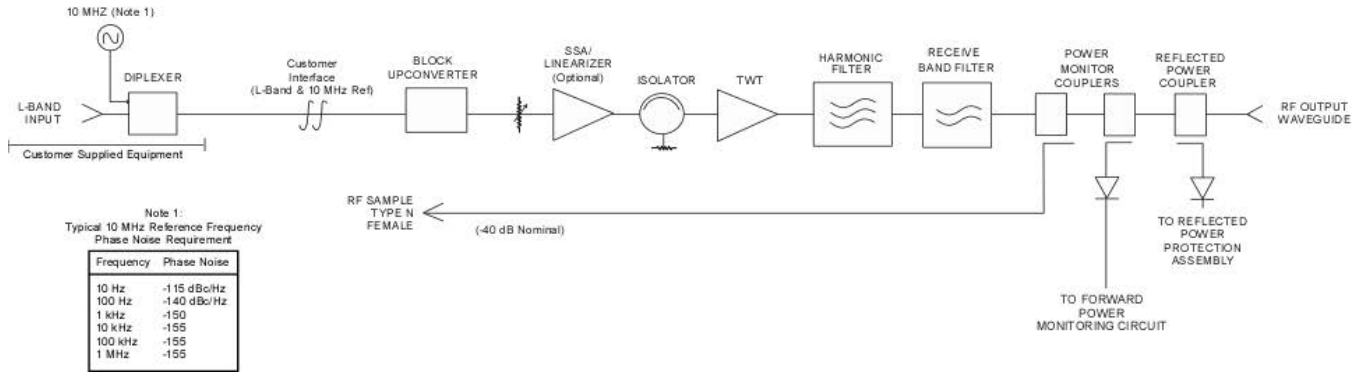 10 MHZ (Note 1)
DIPLEXER
L-BAND
INPUT
Customer Supplied Equipment
Customer
Interface
(L-Band & 10 MHz Ref)
BLOCK
UPCONVERTER
SSA/
LINEARIZER
(Optional)
ISOLATOR
TWT
HARMONIC
FILTER
RECEIVE
BAND FILTER
POWER
MONITOR
COUPLERS
REFLECTED
POWER
COUPLER
RF OUTPUT
WAVEGUIDE
RF SAMPLE
TYPE N
FEMALE
(-40 dB Nominal)
TO REFLECTED
POWER
PROTECTION
ASSEMBLY
TO FORWARD
POWER
MONITORING CIRCUIT
Note 1:
Typical 10 MHz Reference Frequency
Phase Noise Requirement
Frequency Phase Noise
10 Hz -115 dBc/Hz
100 Hz -140 dBc/Hz
1 kHz -150
10 kHz -155
100 kHz -155
1 MHz -155